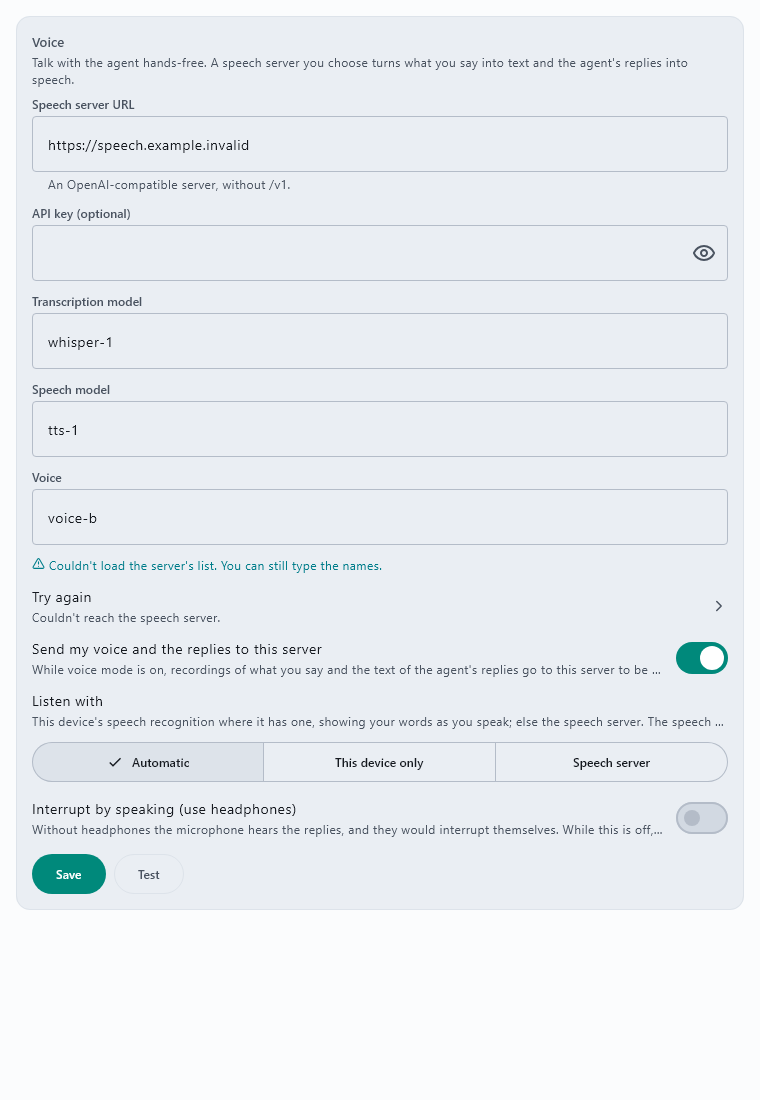 Voice
Talk with the agent hands-free. A speech server you choose turns what you say into text and the agent's replies into
speech.
Speech server URL
https://speech.example.invalid
An OpenAI-compatible server, without /v1.
API key (optional)
Transcription model
whisper-1
Speech model
tts-1
Voice
voice-b
Couldn't load the server's list. You can still type the names.
Try again
Couldn't reach the speech server.
Send my voice and the replies to this server
While voice mode is on, recordings of what you say and the text of the agent's replies go to this server to be ...
Listen with
This device's speech recognition where it has one, showing your words as you speak; else the speech server. The speech ...
Automatic
This device only
Speech server
Interrupt by speaking (use headphones)
Without headphones the microphone hears the replies, and they would interrupt themselves. While this is off,...
Save
Test